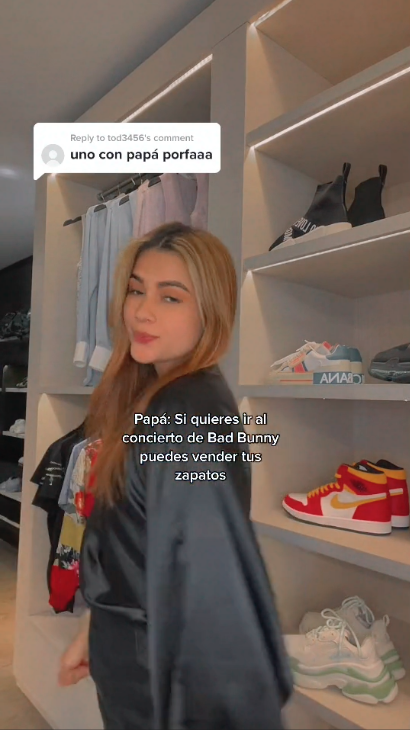 Reply to tod3456's comment
uno con papá porfaaa
Papá: Si quieres ir al
concierto de Bad Bunny
puedes vender tus
zapatos